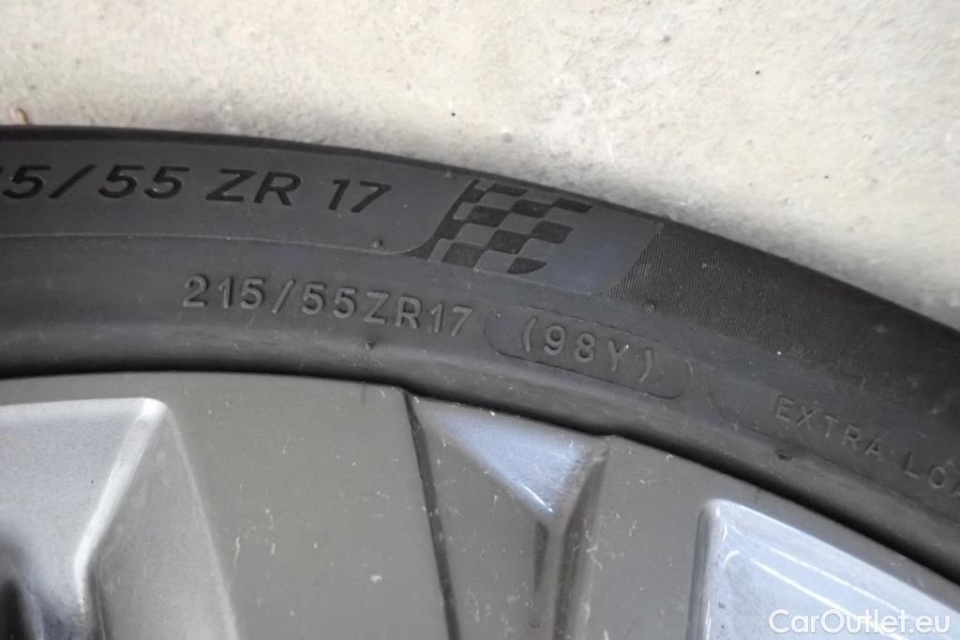 5/55 ZR 17
215/55ZR17 (98Y)
EXTRA LOA
CarOutlet.eu